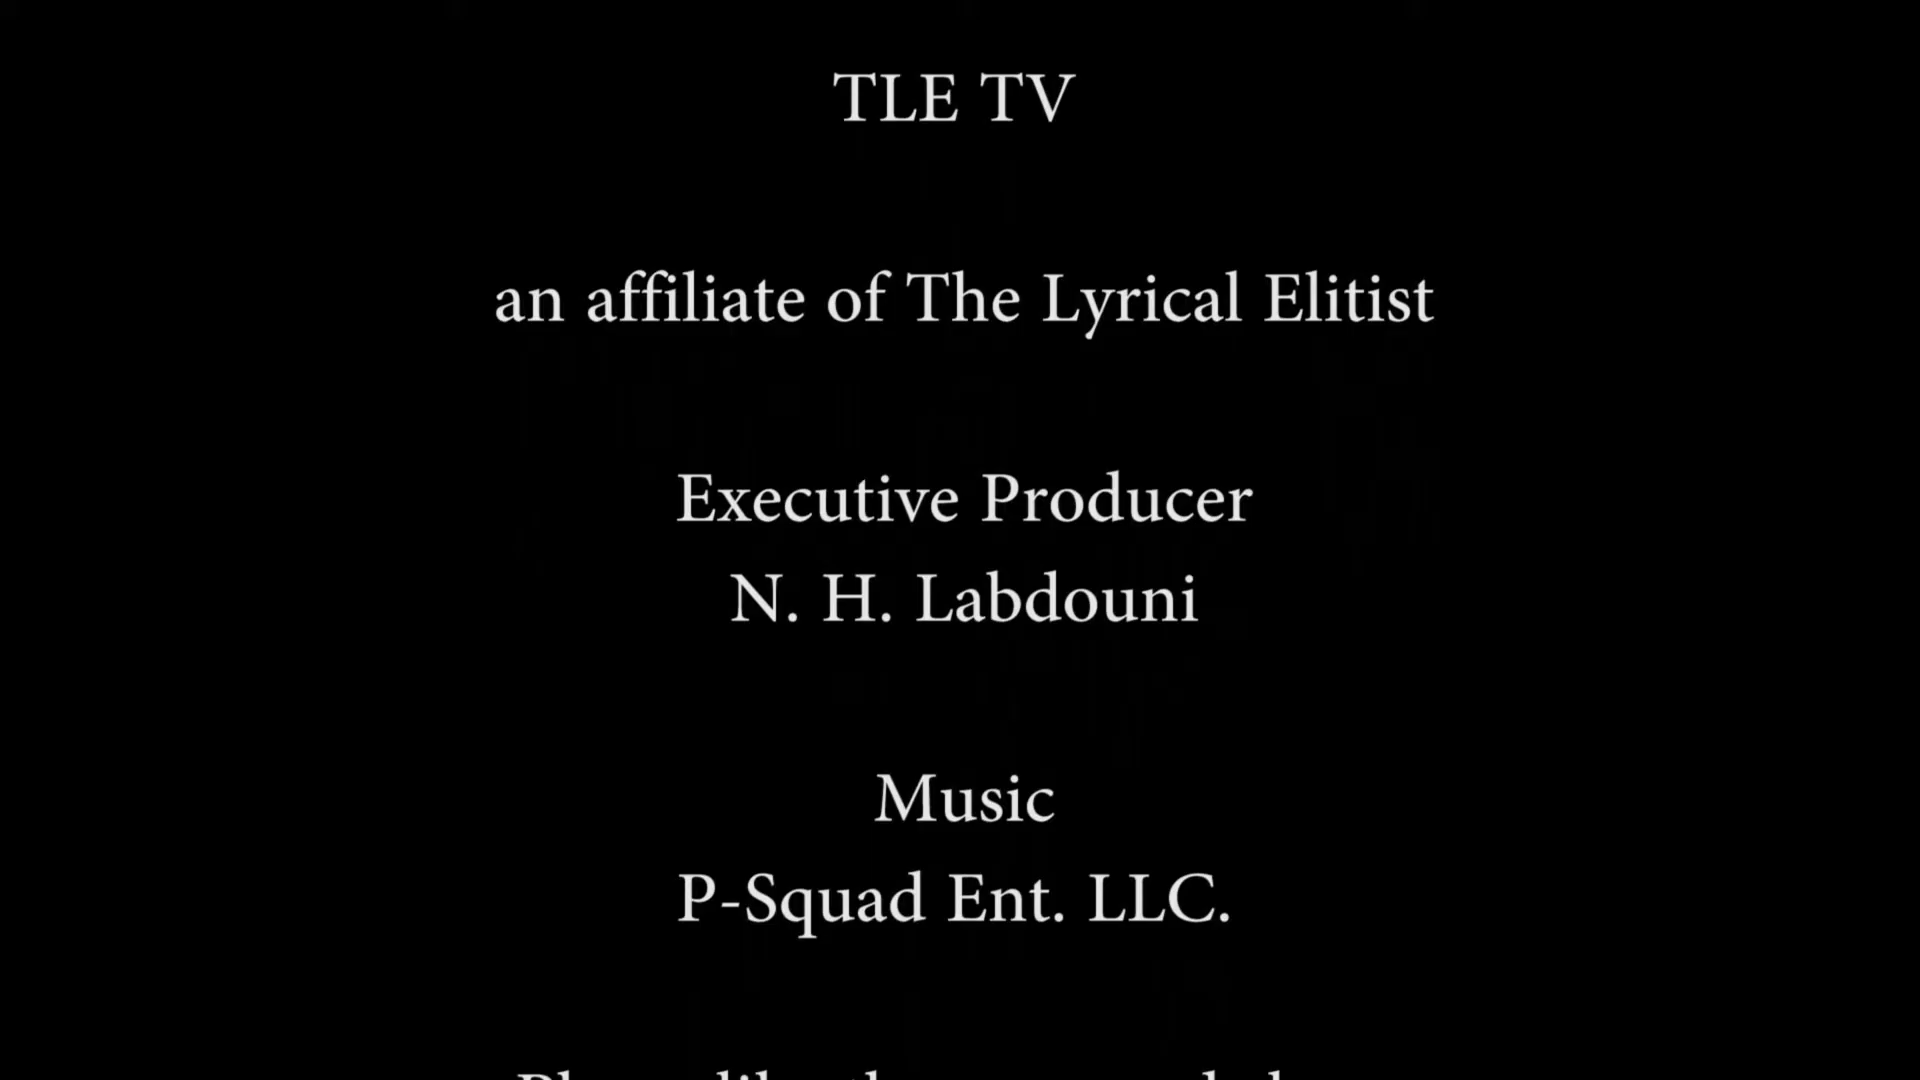 TLE TV
an affiliate of The Lyrical Elitist
Executive Producer
N. H. Labdouni
Music
P-Squad Ent. LLC.